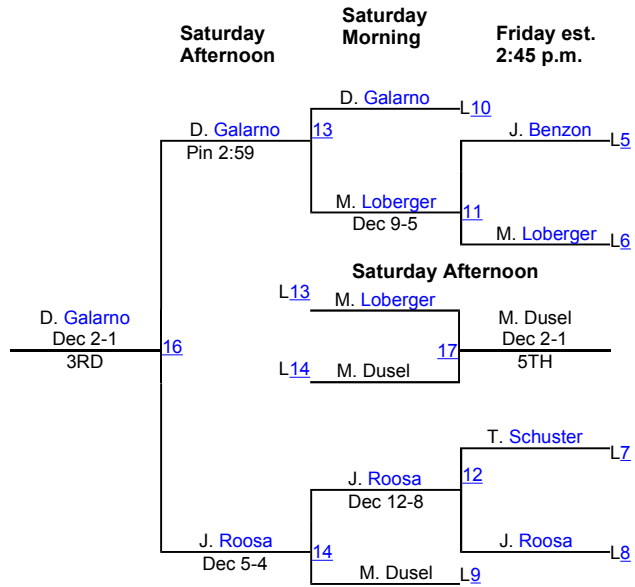 Saturday
Afternoon
Saturday
Morning
Friday est.
2:45 p.m.
D. Galarno
L10
D. Galarno
13
J. Benzon
L5
Pin 2:59
M. Loberger
11
Dec 9-5
M. Loberger
L6
Saturday Afternoon
L13
M. Loberger
D. Galarno
Dec 2-1
16
3RD
M. Dusel
Dec 2-1
17
5TH
L14
M. Dusel
T. Schuster
L7
J. Roosa
12
Dec 12-8
J. Roosa
14
Dec 5-4
J. Roosa
L8
M. Dusel
L9